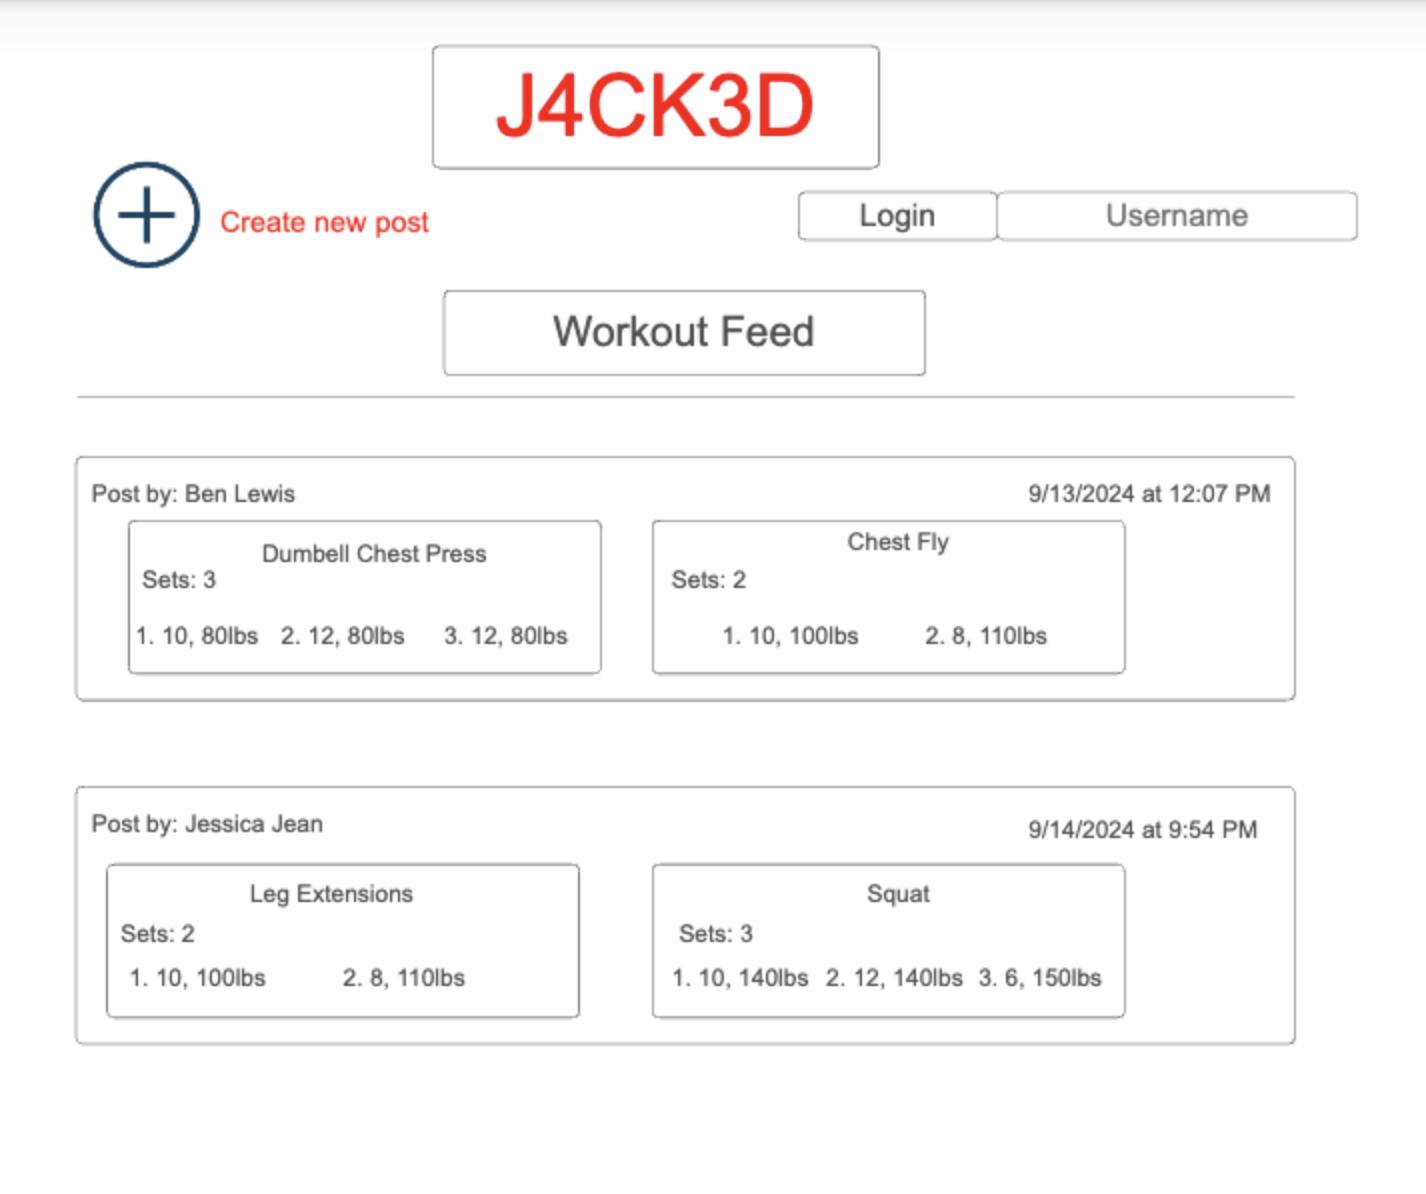 J4CK3D
Create new post
Login
Username
Workout Feed
Post by: Ben Lewis
9/13/2024 at 12:07 PM
Dumbell Chest Press
Sets: 3
1. 10, 80lbs 2. 12, 80lbs 3. 12, 80lbs
Chest Fly
Sets: 2
1. 10, 100lbs 2. 8, 110lbs
Post by: Jessica Jean
9/14/2024 at 9:54 PM
Leg Extensions
Sets: 2
1. 10, 100lbs 2. 8, 110lbs
Squat
Sets: 3
1. 10, 140lbs 2. 12, 140lbs 3. 6, 150lbs